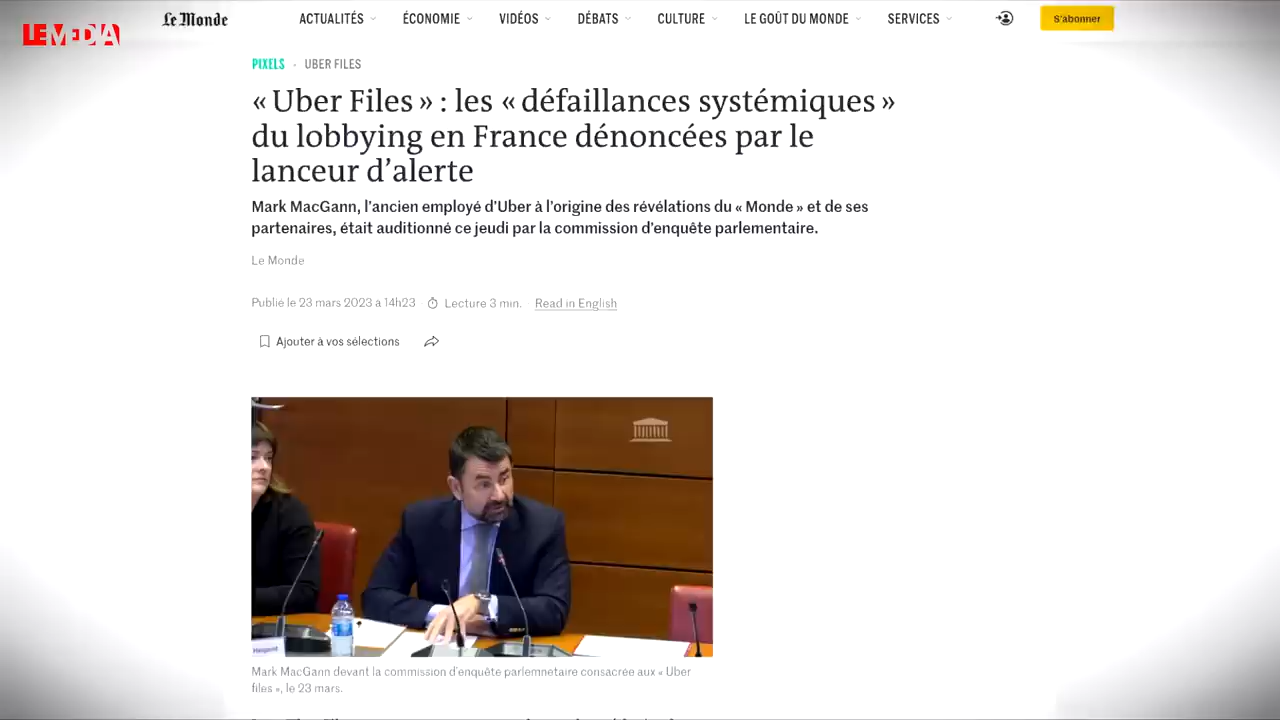 LEMEDIA
Le Monde
ACTUALITÉS ÉCONOMIE VIDÉOS DÉBATS CULTURE LE GOÛT DU MONDE SERVICES
S'abonner
PIXELS · UBER FILES
« Uber Files » : les « défaillances systémiques »
du lobbying en France dénoncées par le
lanceur d'alerte
Mark MacGann, l'ancien employé d'Uber à l'origine des révélations du « Monde » et de ses
partenaires, était auditionné ce jeudi par la commission d'enquête parlementaire.
Le Monde
Publié le 23 mars 2023 à 14h23 Lecture 3 min. Read in English
Ajouter à vos sélections
Mark MacGann devant la commission d'enquête parlemnetaire consacrée aux « Uber
files », le 23 mars.